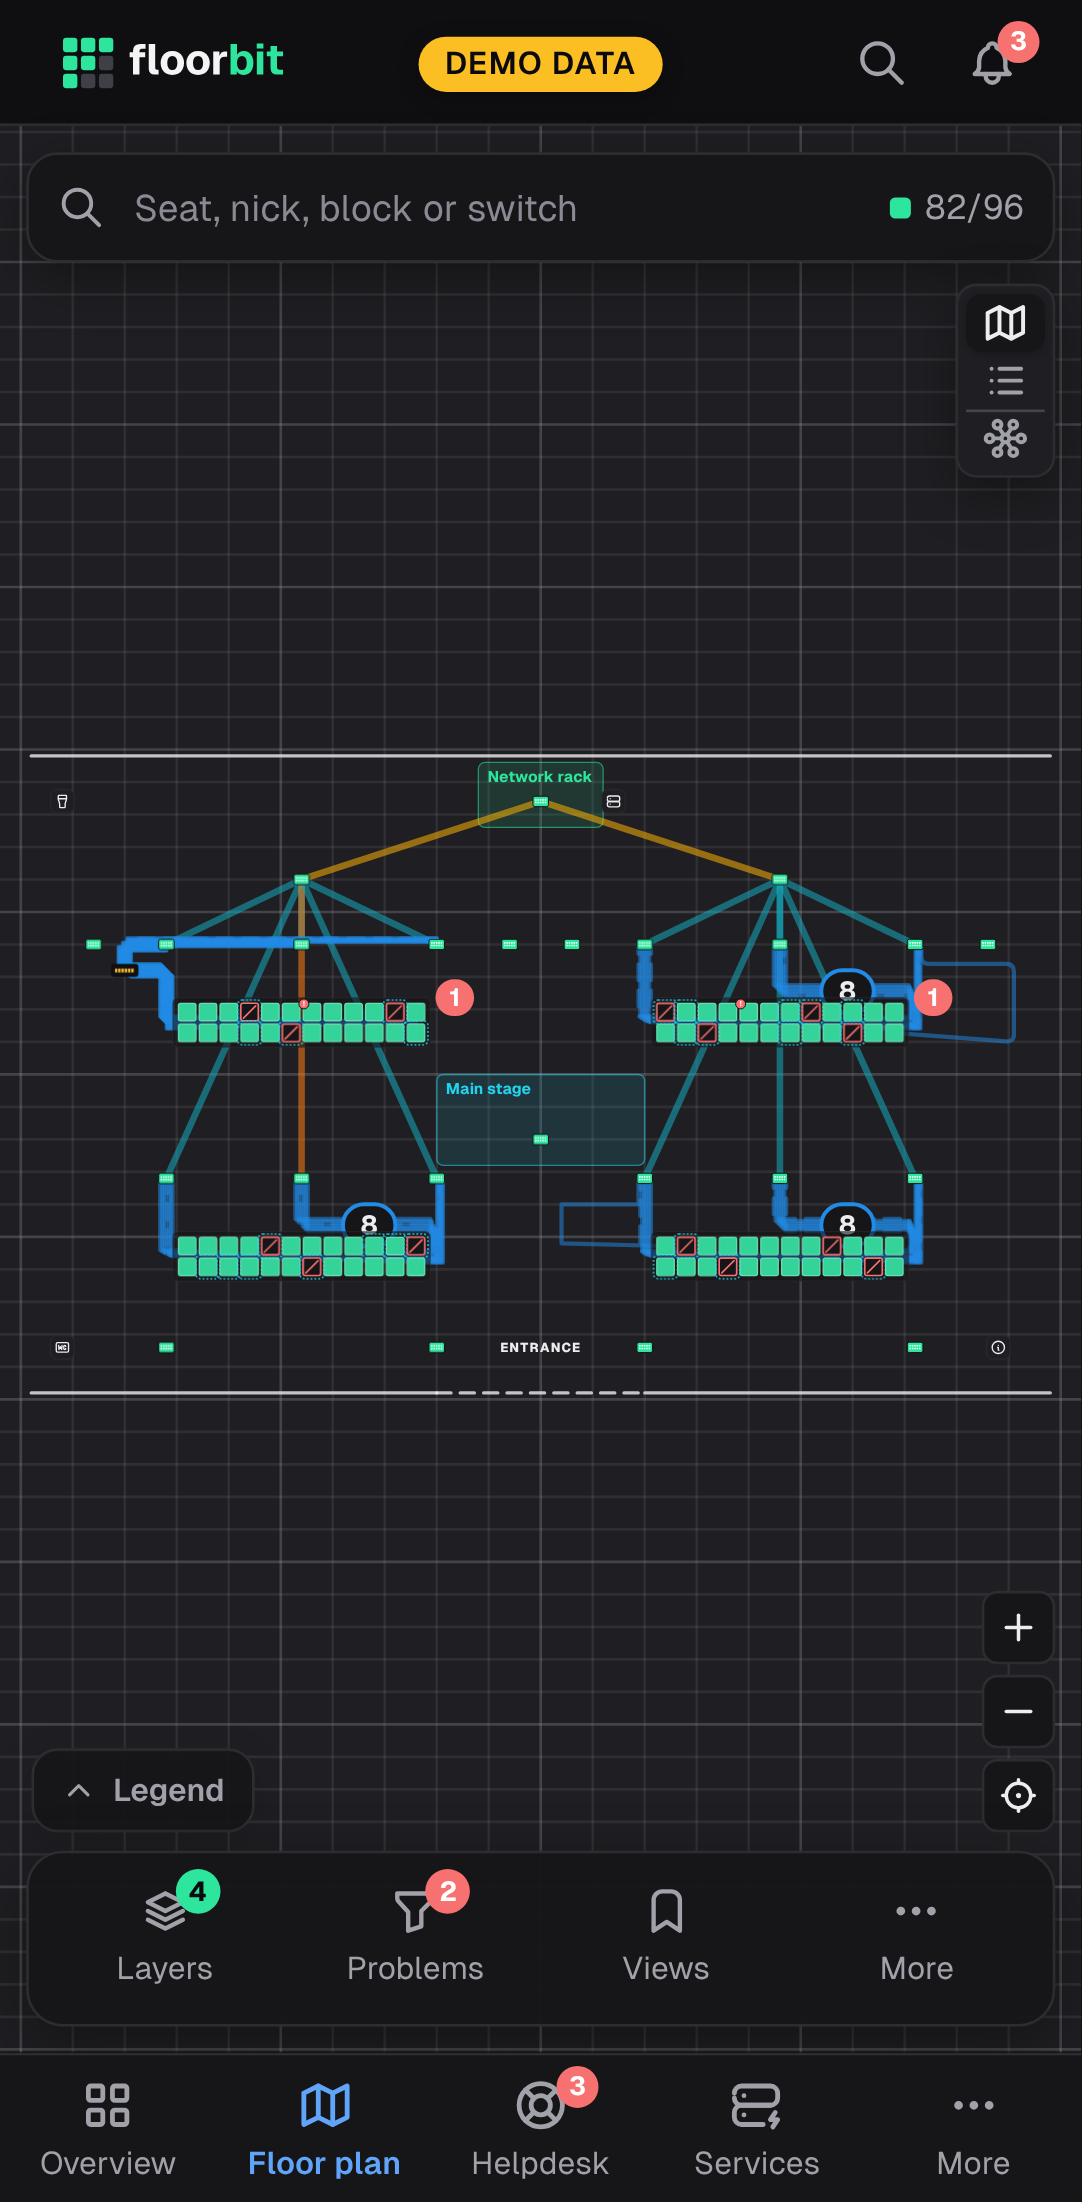 floorbit
DEMO DATA
3
Seat, nick, block or switch
82/96
Network rack
8
1
1
Main stage
8
8
WC
ENTRANCE
Legend
4
2
Layers
Problems
Views
More
3
Overview
Floor plan
Helpdesk
Services
More